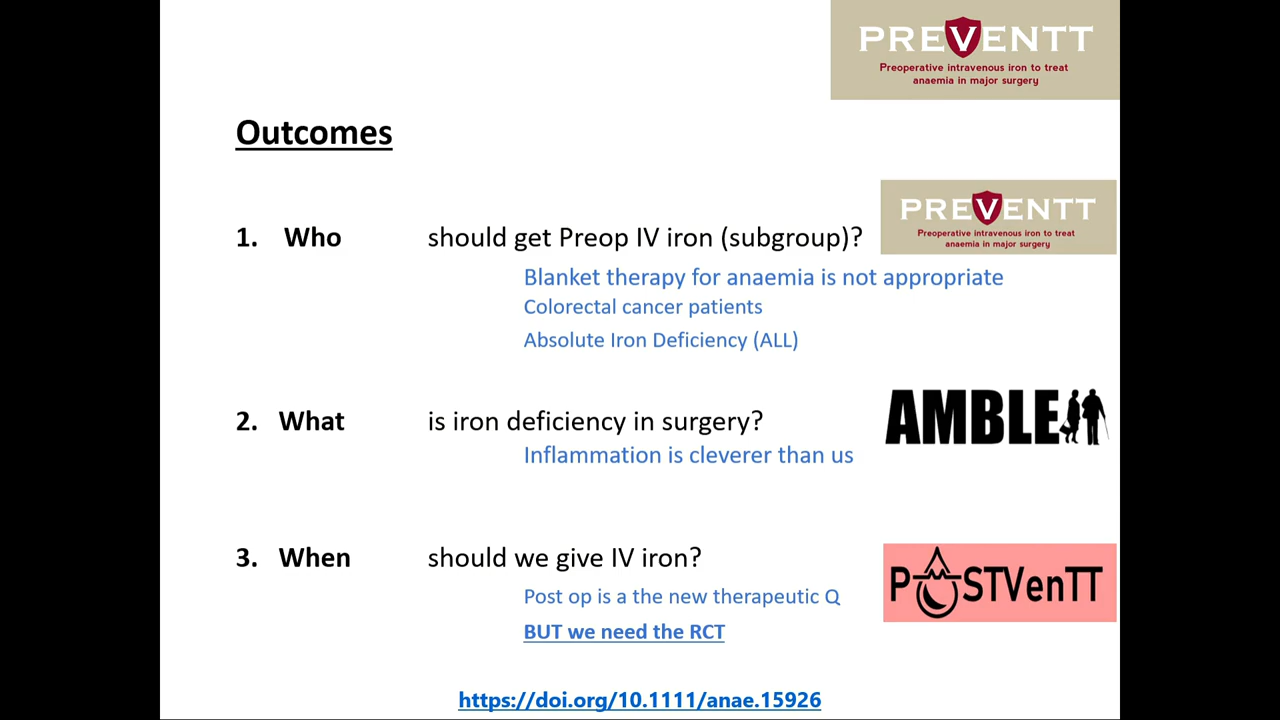 PREVENTT
Preoperative intravenous iron to treat
anaemia in major surgery
Outcomes
1. Who should get Preop IV iron (subgroup)?
PREVENTT
Preoperative intravenous iron to treat
anaemia in major surgery
Blanket therapy for anaemia is not appropriate
Colorectal cancer patients
Absolute Iron Deficiency (ALL)
2. What is iron deficiency in surgery?
AMBLE
Inflammation is cleverer than us
3. When should we give IV iron?
POSTVenTT
Post op is a the new therapeutic Q
BUT we need the RCT
https://doi.org/10.1111/anae.15926